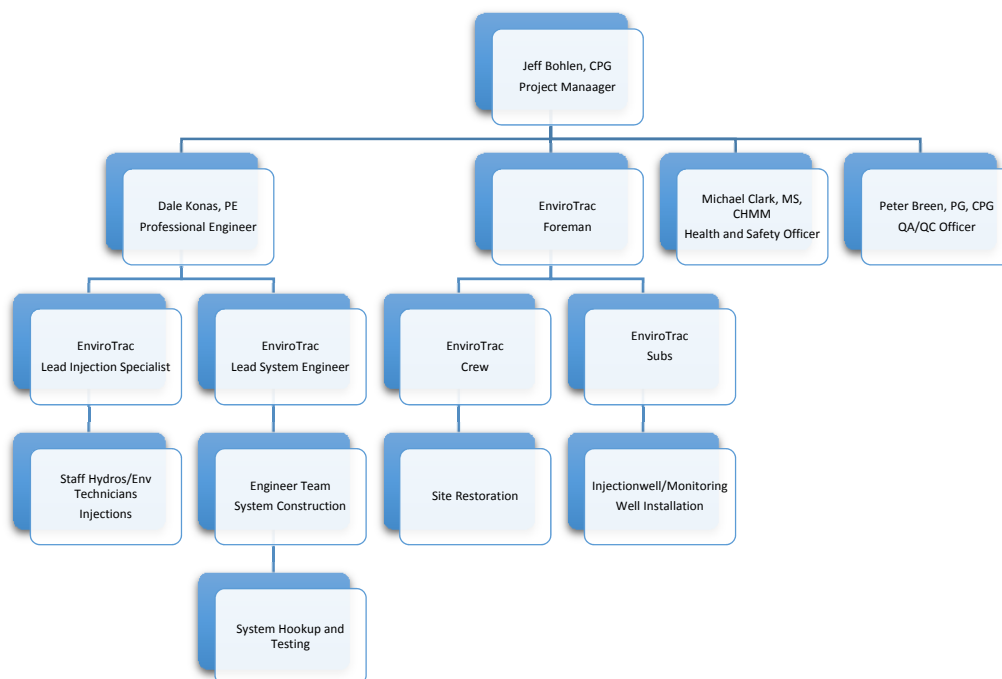 Jeff Bohlen, CPG
Project Manaager
Dale Konas, PE
Professional Engineer
EnviroTrac
Foreman
Michael Clark, MS,
CHMM
Health and Safety Officer
Peter Breen, PG, CPG
QA/QC Officer
EnviroTrac
Lead Injection Specialist
EnviroTrac
Lead System Engineer
EnviroTrac
Crew
EnviroTrac
Subs
Staff Hydros/Env
Technicians
Injections
Engineer Team
System Construction
Site Restoration
Injectionwell/Monitoring
Well Installation
System Hookup and
Testing